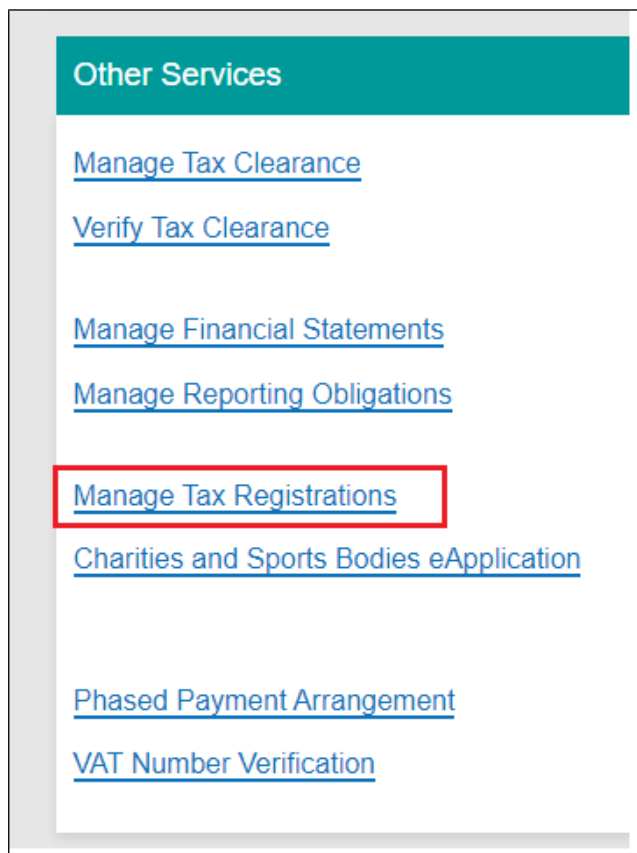 Other Services
Manage Tax Clearance
Verify Tax Clearance
Manage Financial Statements
Manage Reporting Obligations
Manage Tax Registrations
Charities and Sports Bodies eApplication
Phased Payment Arrangement
VAT Number Verification